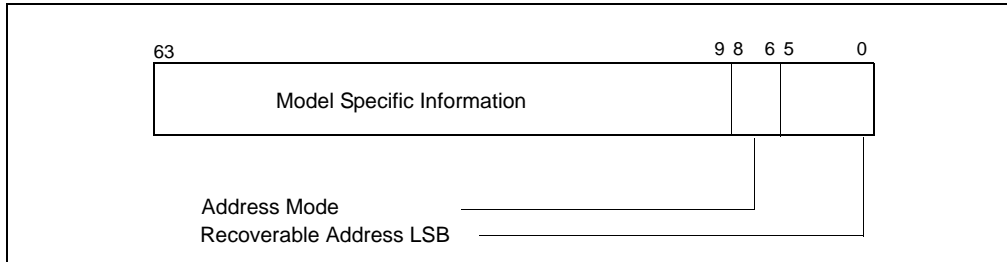 63 9 8 6 5 0
Model Specific Information
Address Mode
Recoverable Address LSB